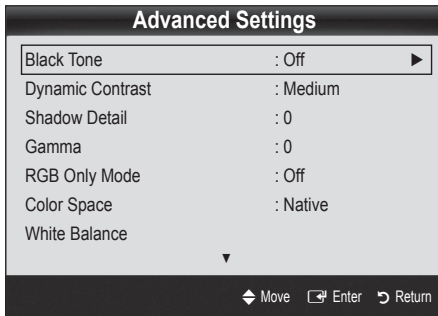 Advanced Settings
Black Tone : Off ▶
Dynamic Contrast : Medium
Shadow Detail : 0
Gamma : 0
RGB Only Mode : Off
Color Space : Native
White Balance
▼
Move Enter Return